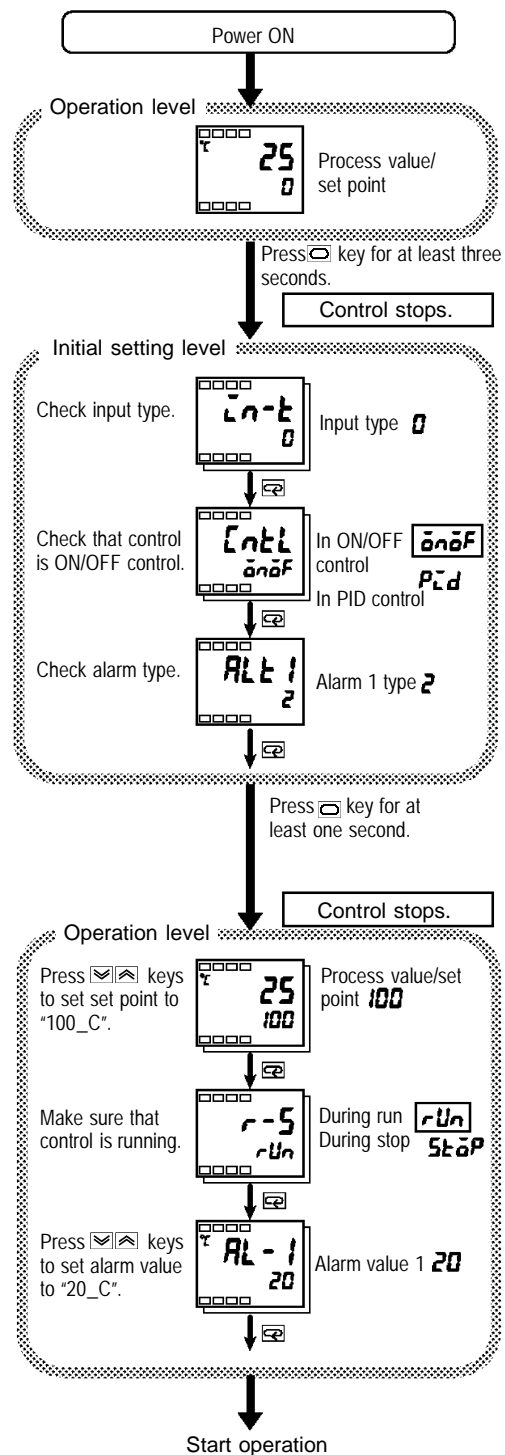 Power ON
Operation level
℃
25
0
Process value/
set point
Press key for at least three
seconds.
Control stops.
Initial setting level
Check input type.
in-t
0
Input type 0
Check that control
is ON/OFF control.
CntL
onoF
In ON/OFF onoF
control
Pid
In PID control
Check alarm type.
ALt1
2
Alarm 1 type 2
Press key for at
least one second.
Control stops.
Operation level
Press keys
to set set point to
"100_C".
℃
25
100
Process value/set
point 100
Make sure that
control is running.
r-S
rUn
During run rUn
During stop StoP
Press keys
to set alarm value
to "20_C".
℃
AL-1
20
Alarm value 1 20
Start operation